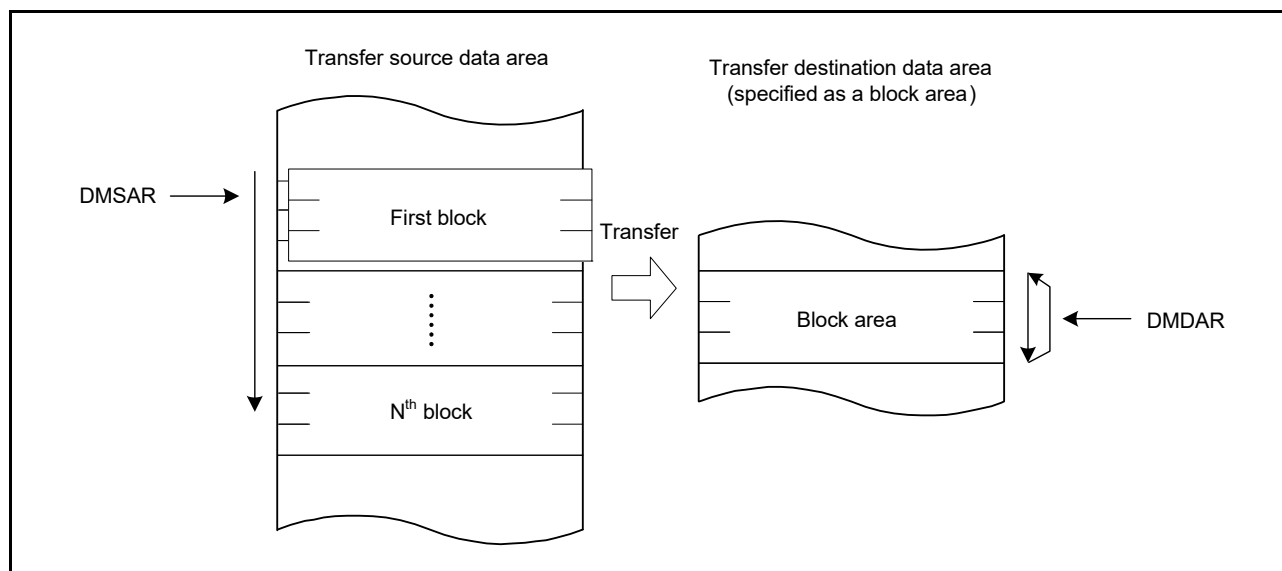 Transfer source data area
Transfer destination data area
(specified as a block area)
DMSAR
First block
Transfer
Block area
DMDAR
Nth block